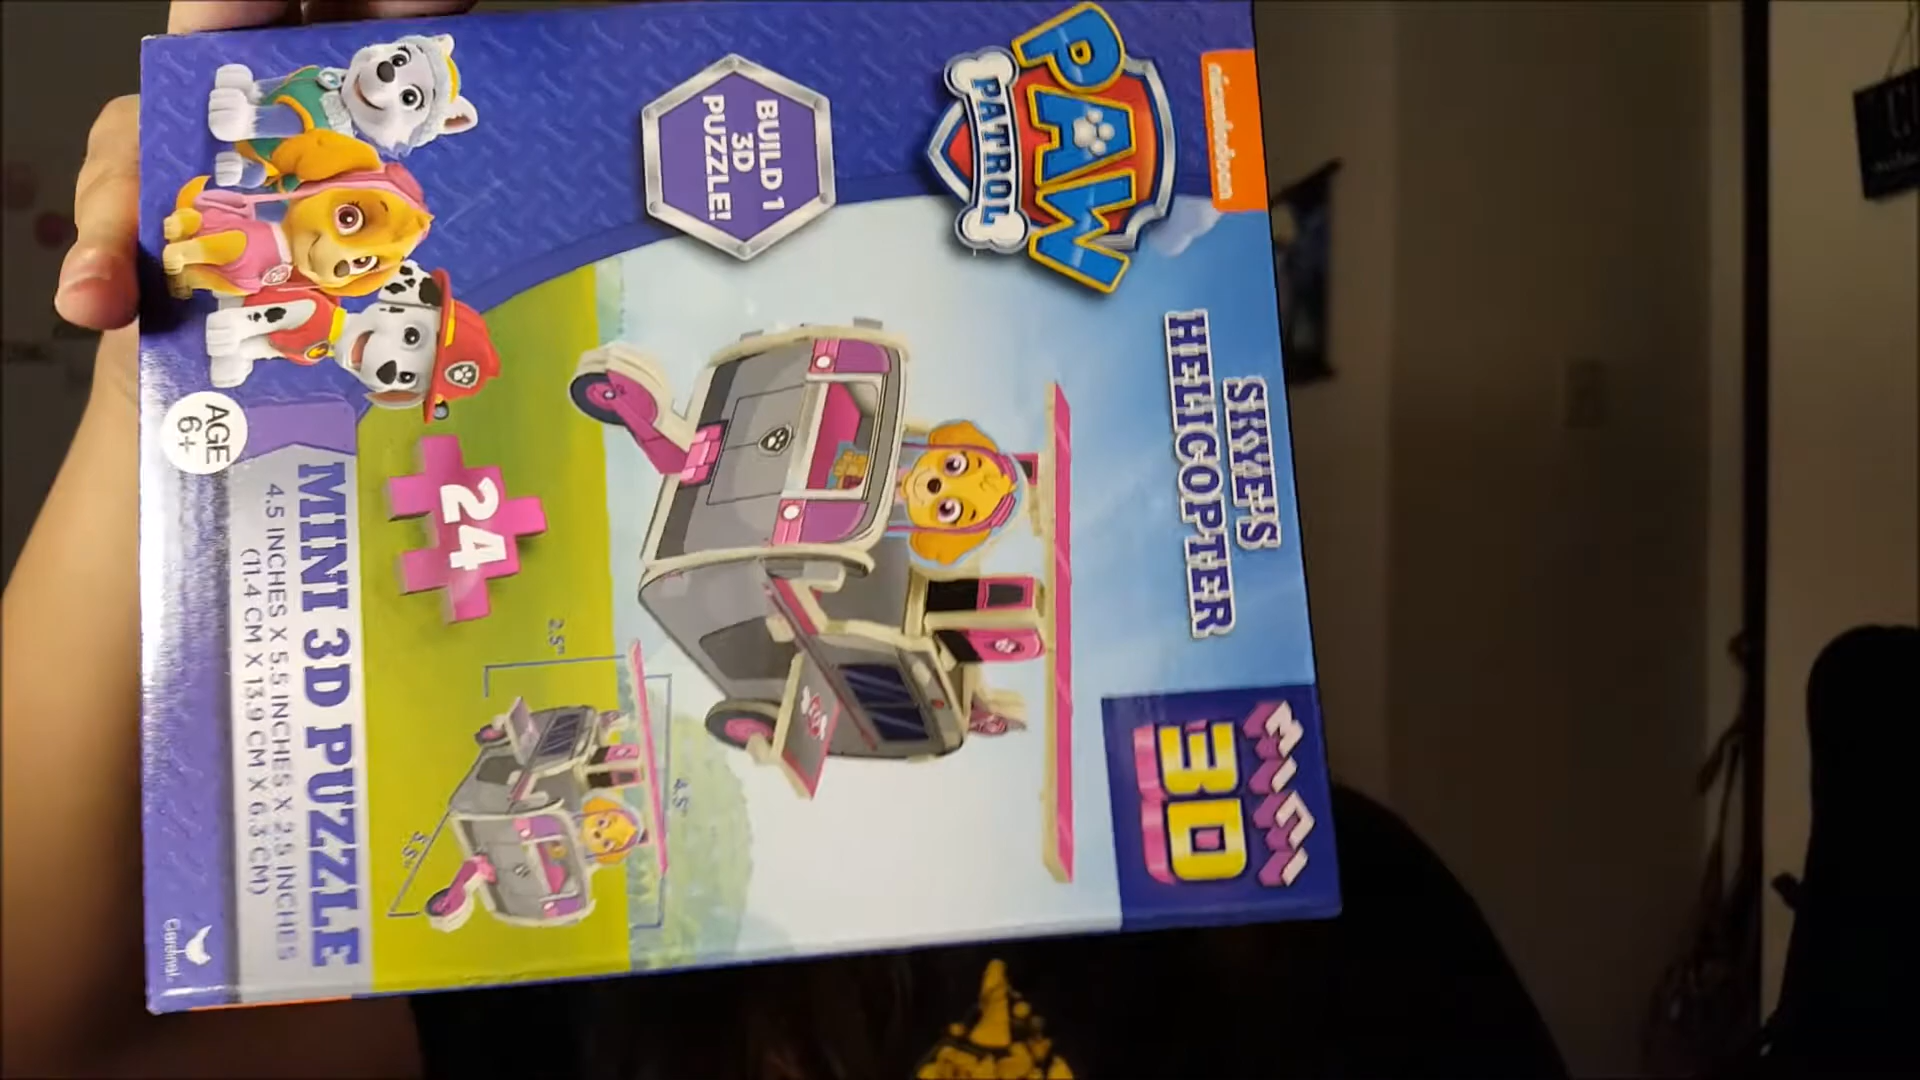 nickelodeon
PAW
PATROL
SKYE'S
HELICOPTER
MINI
3D
BUILD 1
3D
PUZZLE!
24
2.5"
4.5"
5.5"
AGE
6+
MINI 3D PUZZLE
4.5 INCHES X 5.5 INCHES X 2.5 INCHES
(11.4 CM X 13.9 CM X 6.3 CM)
Cardinal